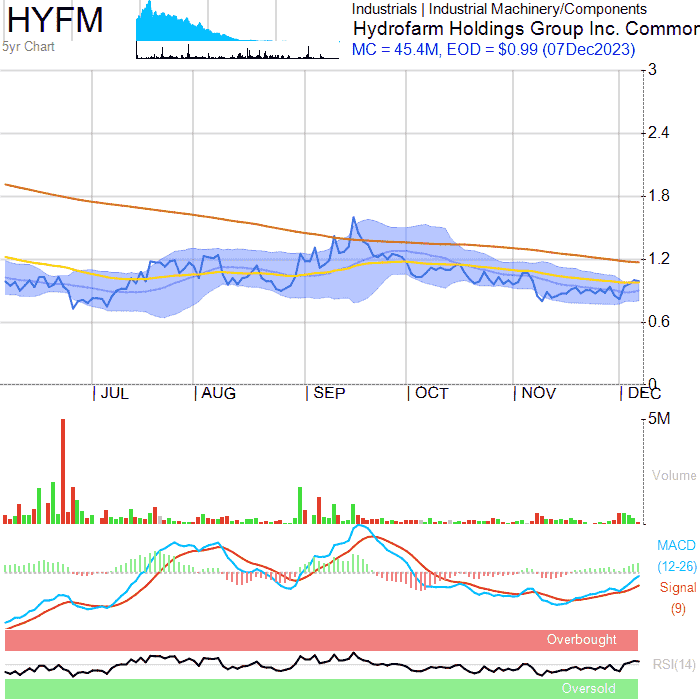 HYFM
5yr Chart
Industrials | Industrial Machinery/Components
Hydrofarm Holdings Group Inc. Common
MC = 45.4M, EOD = $0.99 (07Dec2023)
3
2.4
1.8
1.2
0.6
0
JUL AUG SEP OCT NOV DEC
5M
Volume
MACD
(12-26)
Signal
(9)
Overbought
RSI(14)
Oversold